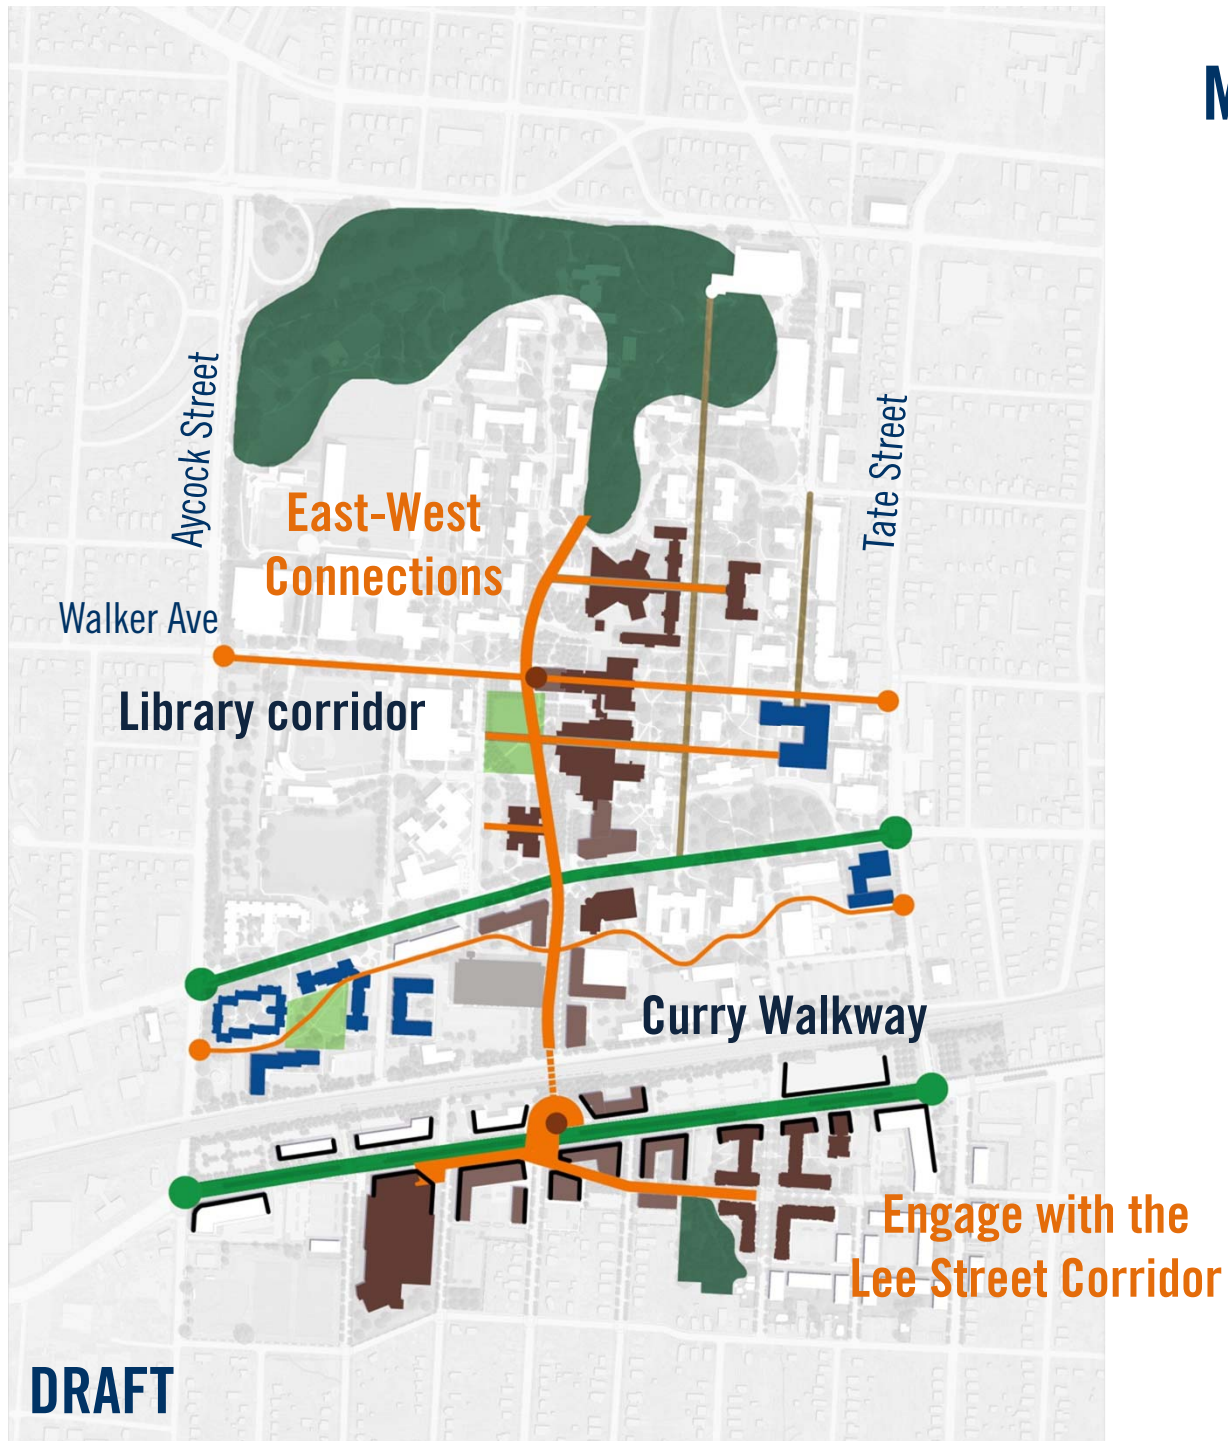 M
Aycock Street
Tate Street
East-West
Connections
Walker Ave
Library corridor
Curry Walkway
Engage with the
Lee Street Corridor
DRAFT